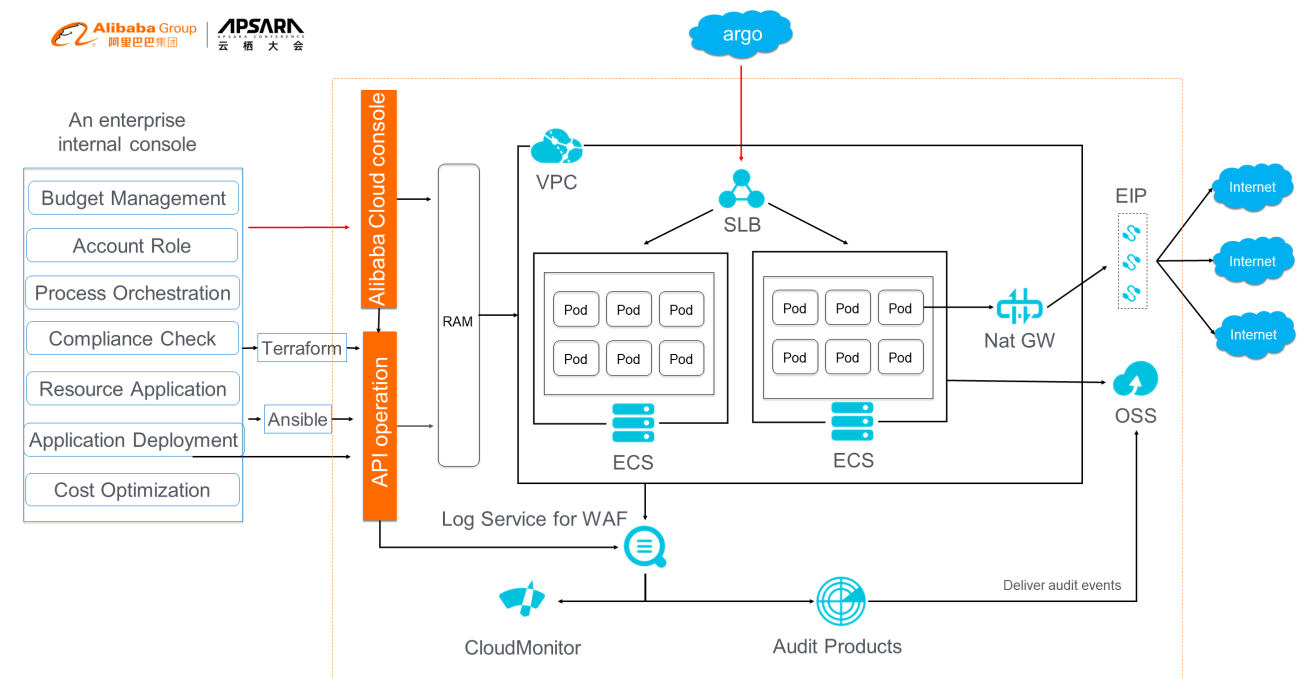 Alibaba Group
阿里巴巴集团
APSARA
APSARA CONFERENCE
云栖大会
argo
An enterprise
internal console
Budget Management
Account Role
Process Orchestration
Compliance Check
Resource Application
Application Deployment
Cost Optimization
Terraform
Ansible
Alibaba Cloud console
API operation
RAM
VPC
SLB
Pod Pod Pod
Pod Pod Pod
ECS
Pod Pod Pod
Pod Pod Pod
ECS
Nat GW
EIP
Internet
Internet
Internet
OSS
Log Service for WAF
CloudMonitor
Audit Products
Deliver audit events